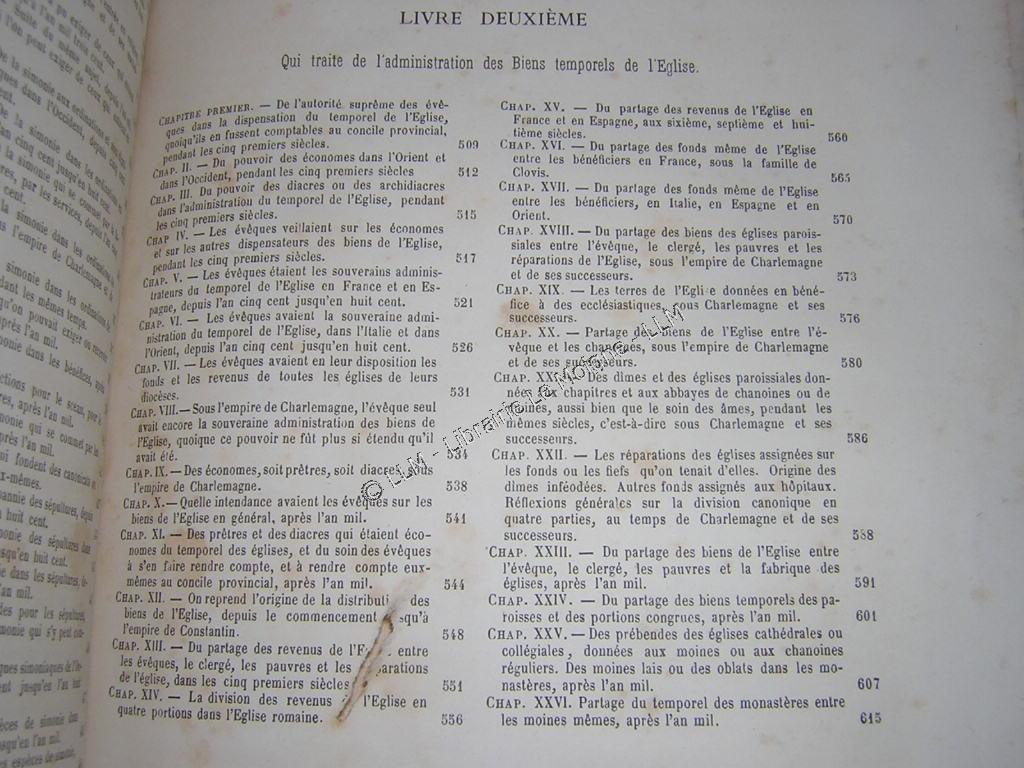 LIVRE DEUXIÈME
Qui traite de l'administration des Biens temporels de l'Eglise.
CHAPITRE PREMIER. — De l'autorité suprême des évê-
ques dans la dispensation du temporel de l'Eglise,
quoiqu'ils en fussent comptables au concile provincial,
pendant les cinq premiers siècles. 509
CHAP. II. — Du pouvoir des économes dans l'Orient et
dans l'Occident, pendant les cinq premiers siècles 512
CHAP. III. Du pouvoir des diacres ou des archidiacres
dans l'administration du temporel de l'Eglise, pendant
les cinq premiers siècles. 515
CHAP IV. — Les évêques veillaient sur les économes
et sur les autres dispensateurs des biens de l'Eglise,
pendant les cinq premiers siècles. 517
CHAP. V. — Les évêques étaient les souverains adminis-
trateurs du temporel de l'Eglise en France et en Es-
pagne, depuis l'an cinq cent jusqu'en huit cent. 521
CHAP. VI. — Les évêques avaient la souveraine admi-
nistration du temporel de l'Eglise, dans l'Italie et dans
l'Orient, depuis l'an cinq cent jusqu'en huit cent. 526
CHAP. VII. — Les évêques avaient en leur disposition les
fonds et les revenus de toutes les églises de leurs
diocèses. 531
CHAP. VIII. — Sous l'empire de Charlemagne, l'évêque seul
avait encore la souveraine administration des biens de
l'Eglise, quoique ce pouvoir ne fût plus si étendu qu'il
avait été. 534
CHAP. IX. — Des économes, soit prêtres, soit diacres, sous
l'empire de Charlemagne. 538
CHAP. X. — Quelle intendance avaient les évêques sur les
biens de l'Eglise en général, après l'an mil. 541
CHAP. XI. — Des prêtres et des diacres qui étaient éco-
nomes du temporel des églises, et du soin des évêques
à s'en faire rendre compte, et à rendre compte eux-
mêmes au concile provincial, après l'an mil. 544
CHAP. XII. — On reprend l'origine de la distributi des
biens de l'Eglise, depuis le commencement squ'à
l'empire de Constantin. 548
CHAP. XIII. — Du partage des revenus de l'E entre
les évêques, le clergé, les pauvres et les parations
de l'église, dans les cinq premiers siècles 551
CHAP. XIV. — La division des revenus l'Eglise en
quatre portions dans l'Eglise romaine. 556
CHAP. XV. — Du partage des revenus de l'Eglise en
France et en Espagne, aux sixième, septième et hui-
tième siècles. 560
CHAP. XVI. — Du partage des fonds même de l'Eglise
entre les bénéficiers en France, sous la famille de
Clovis. 565
CHAP. XVII. — Du partage des fonds même de l'Eglise
entre les bénéficiers, en Italie, en Espagne et en
Orient. 570
CHAP. XVIII. — Du partage des biens des églises parois-
siales entre l'évêque, le clergé, les pauvres et les
réparations de l'Eglise, sous l'empire de Charlemagne
et de ses successeurs. 573
CHAP. XIX. — Les terres de l'Eglise données en béné-
fice à des ecclésiastiques, sous Charlemagne et ses
successeurs. 576
CHAP. XX. — Partage des biens de l'Eglise entre l'é-
vêque et les chanoines, sous l'empire de Charlemagne
et de ses successeurs. 580
CHAP. XXI. — Des dîmes et des églises paroissiales don-
nées aux chapitres et aux abbayes de chanoines ou de
moines, aussi bien que le soin des âmes, pendant les
mêmes siècles, c'est-à-dire sous Charlemagne et ses
successeurs. 586
CHAP. XXII. — Les réparations des églises assignées sur
les fonds ou les fiefs qu'on tenait d'elles. Origine des
dîmes inféodées. Autres fonds assignés aux hôpitaux.
Réflexions générales sur la division canonique en
quatre parties, au temps de Charlemagne et de ses
successeurs. 588
CHAP. XXIII. — Du partage des biens de l'Eglise entre
l'évêque, le clergé, les pauvres et la fabrique des
églises, après l'an mil. 591
CHAP. XXIV. — Du partage des biens temporels des pa-
roisses et des portions congrues, après l'an mil. 601
CHAP. XXV. — Des prébendes des églises cathédrales ou
collégiales, données aux moines ou aux chanoines
réguliers. Des moines lais ou des oblats dans les mo-
nastères, après l'an mil. 607
CHAP. XXVI. Partage du temporel des monastères entre
les moines mêmes, après l'an mil. 615
© LLM - Librairie Le Moigne - LLM